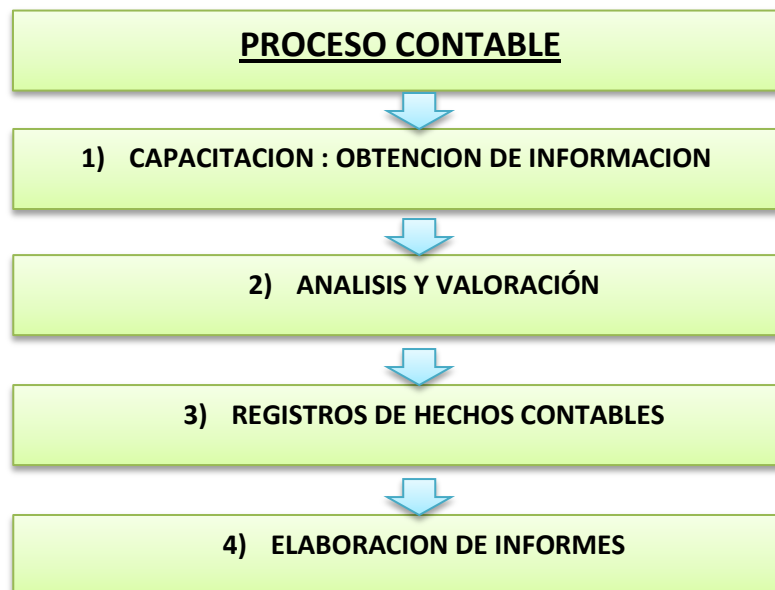 PROCESO CONTABLE
1) CAPACITACION : OBTENCION DE INFORMACION
2) ANALISIS Y VALORACIÓN
3) REGISTROS DE HECHOS CONTABLES
4) ELABORACION DE INFORMES